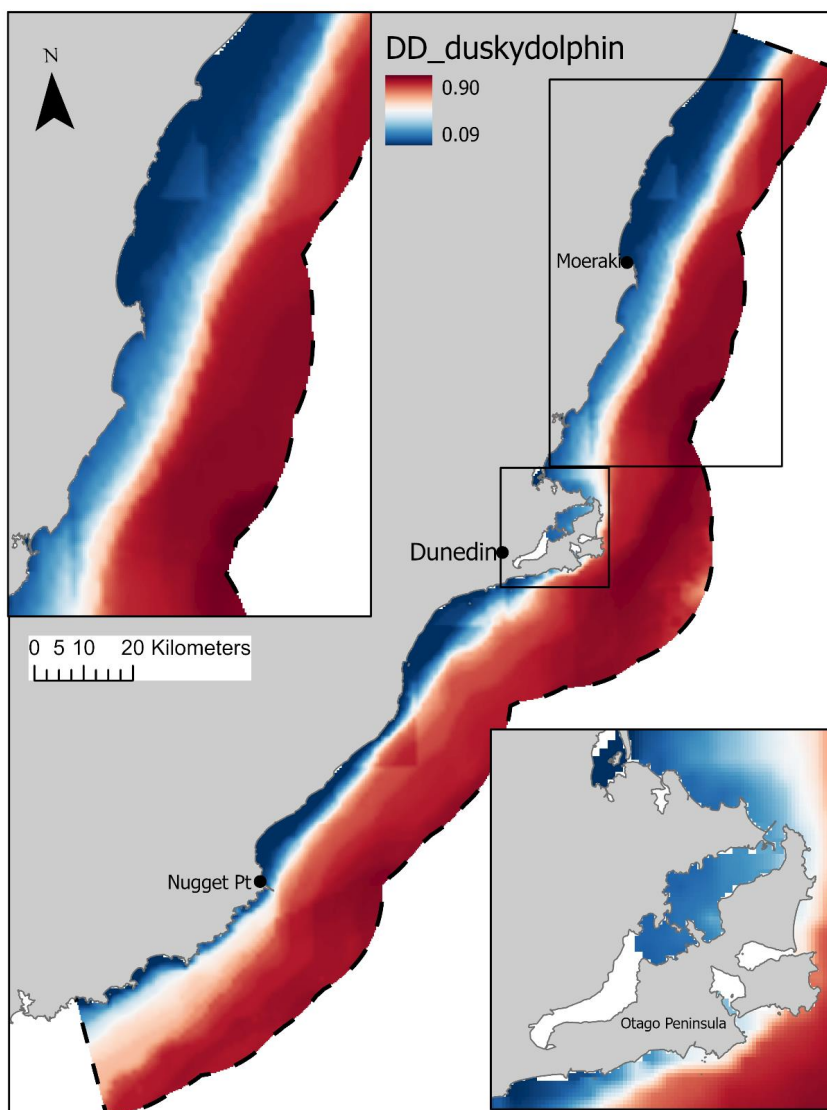 N
DD_duskydolphin
0.90
0.09
Moeraki
Dunedin
0 5 10 20 Kilometers
Nugget Pt
Otago Peninsula